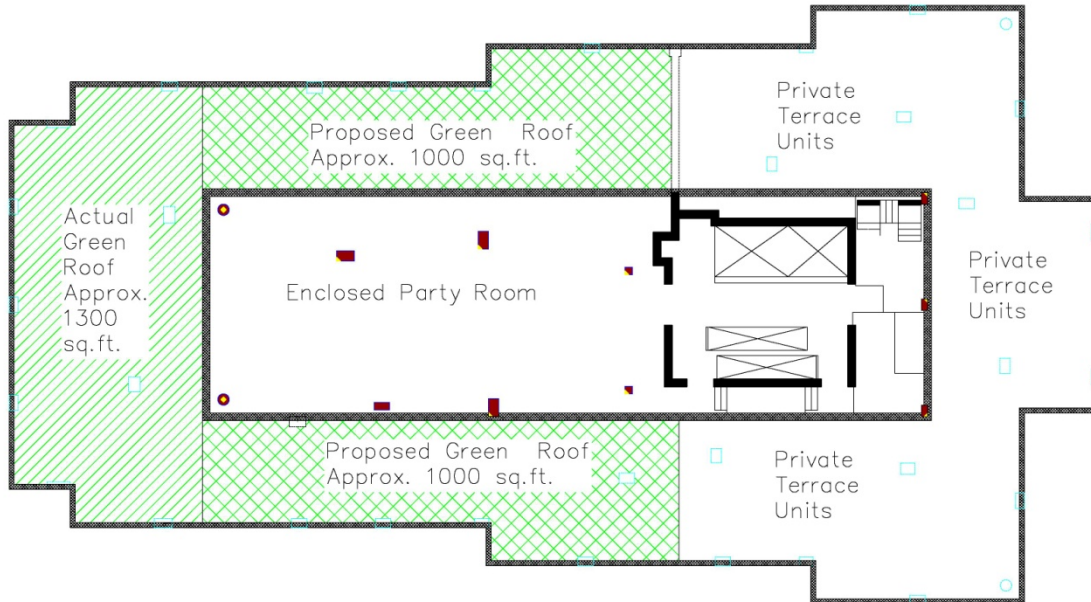 Private
Terrace
Units
Proposed Green Roof
Approx. 1000 sq.ft.
Actual
Green
Roof
Approx.
1300
sq.ft.
Enclosed Party Room
Private
Terrace
Units
Proposed Green Roof
Approx. 1000 sq.ft.
Private
Terrace
Units